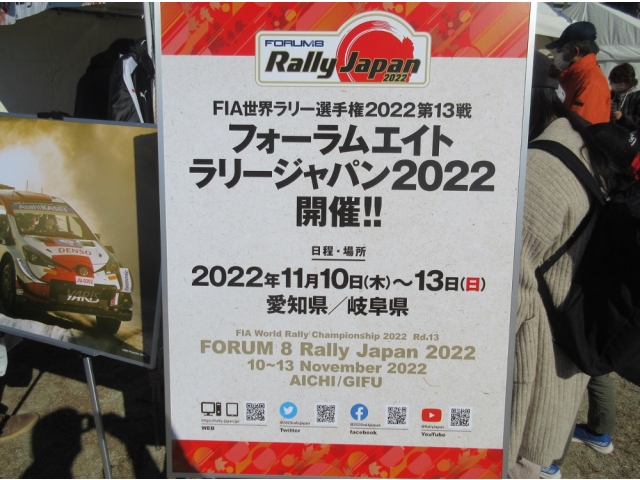 FORUM8
Rally Japan
2022
FIA世界ラリー選手権2022第13戦
フォーラムエイト
ラリージャパン2022
開催!!
日程・場所
2022年11月10日(木)~13日(日)
愛知県/岐阜県
FIA World Rally Championship 2022 Rd.13
FORUM 8 Rally Japan 2022
10~13 November 2022
AICHI/GIFU
WEB
Twitter
facebook
YouTube
AsahiKASEI
DENSO
YARIS